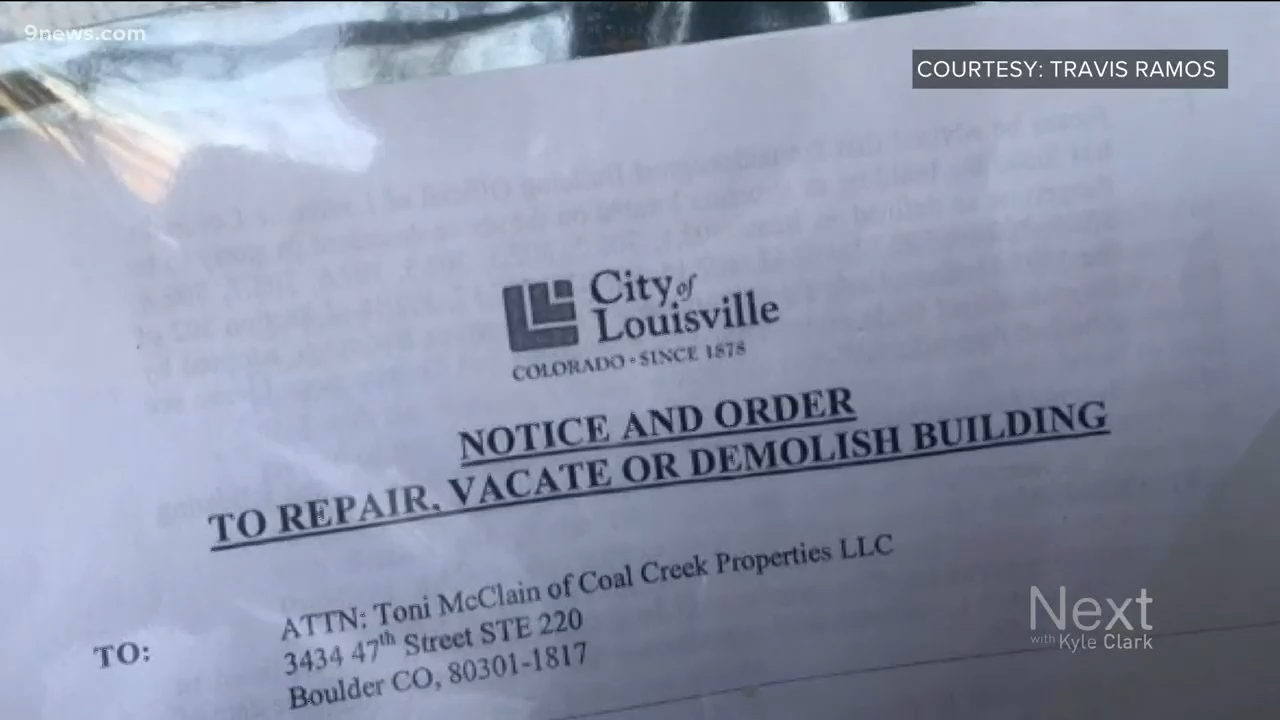 9news.com
COURTESY: TRAVIS RAMOS
City of
Louisville
COLORADO • SINCE 1878
NOTICE AND ORDER
TO REPAIR, VACATE OR DEMOLISH BUILDING
TO:
ATTN: Toni McClain of Coal Creek Properties LLC
3434 47th Street STE 220
Boulder CO, 80301-1817
Next
with Kyle Clark